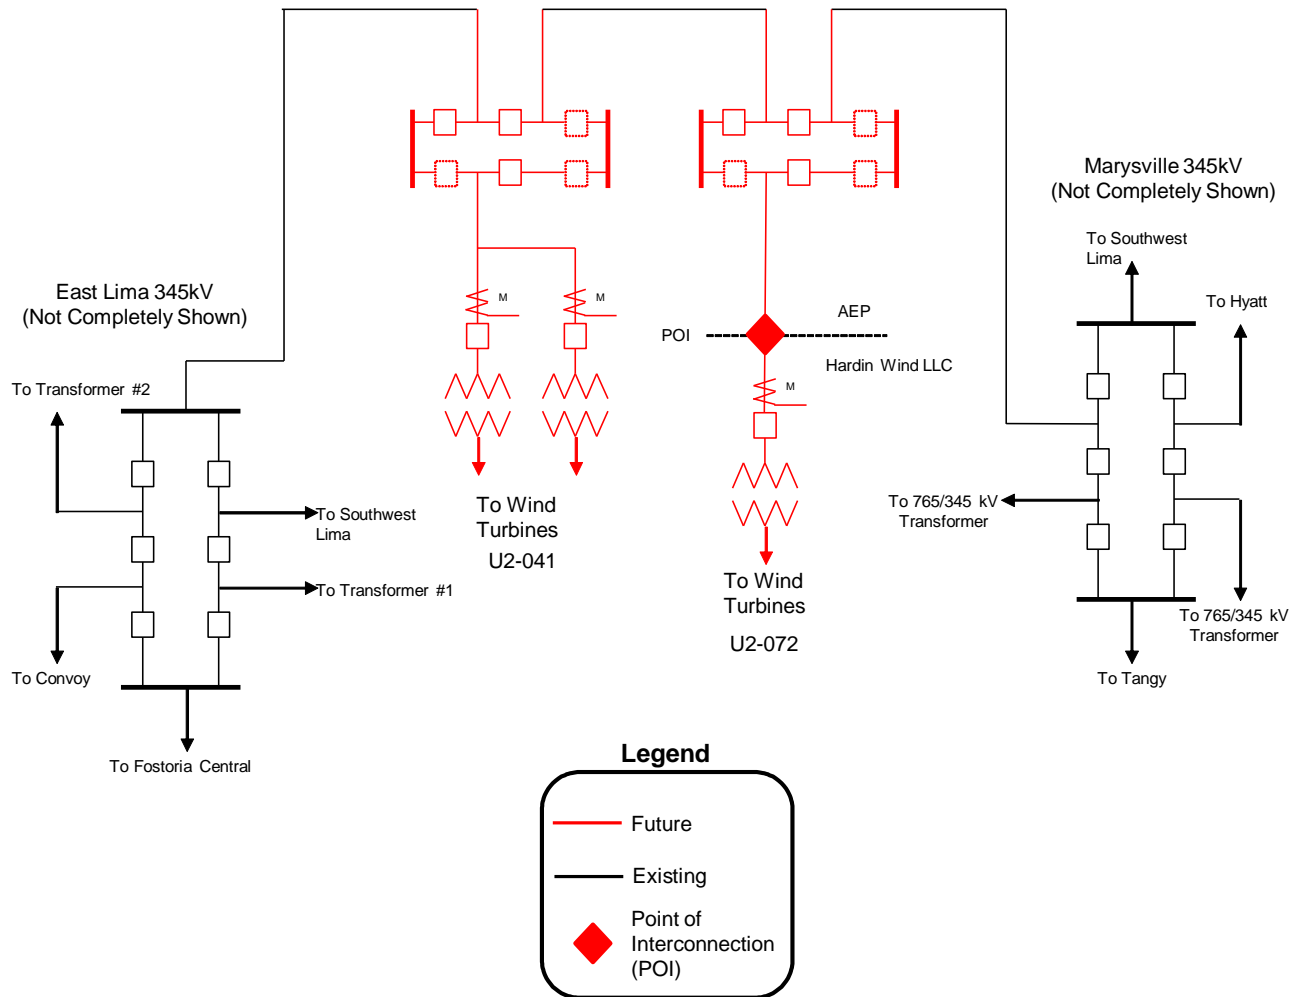 Marysville 345kV
(Not Completely Shown)
To Southwest
Lima
To Hyatt
East Lima 345kV
(Not Completely Shown)
M
M
POI
AEP
Hardin Wind LLC
To Transformer #2
M
To Southwest
Lima
To Wind
Turbines
U2-041
To 765/345 kV
Transformer
To Transformer #1
To Wind
Turbines
U2-072
To 765/345 kV
Transformer
To Convoy
To Tangy
To Fostoria Central
Legend
Future
Existing
Point of
Interconnection
(POI)